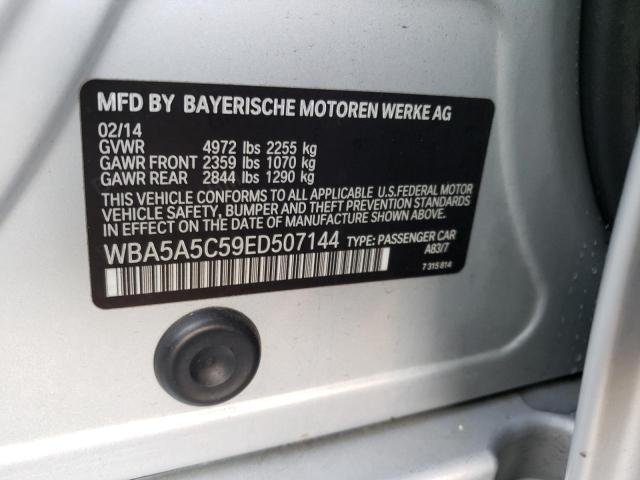 MFD BY BAYERISCHE MOTOREN WERKE AG
02/14
GVWR 4972 lbs 2255 kg
GAWR FRONT 2359 lbs 1070 kg
GAWR REAR 2844 lbs 1290 kg
THIS VEHICLE CONFORMS TO ALL APPLICABLE U.S.FEDERAL MOTOR
VEHICLE SAFETY, BUMPER, AND THEFT PREVENTION STANDARDS
IN EFFECT ON THE DATE OF MANUFACTURE SHOWN ABOVE.
WBA5A5C59ED507144 TYPE: PASSENGER CAR
A83/7
7 315 814